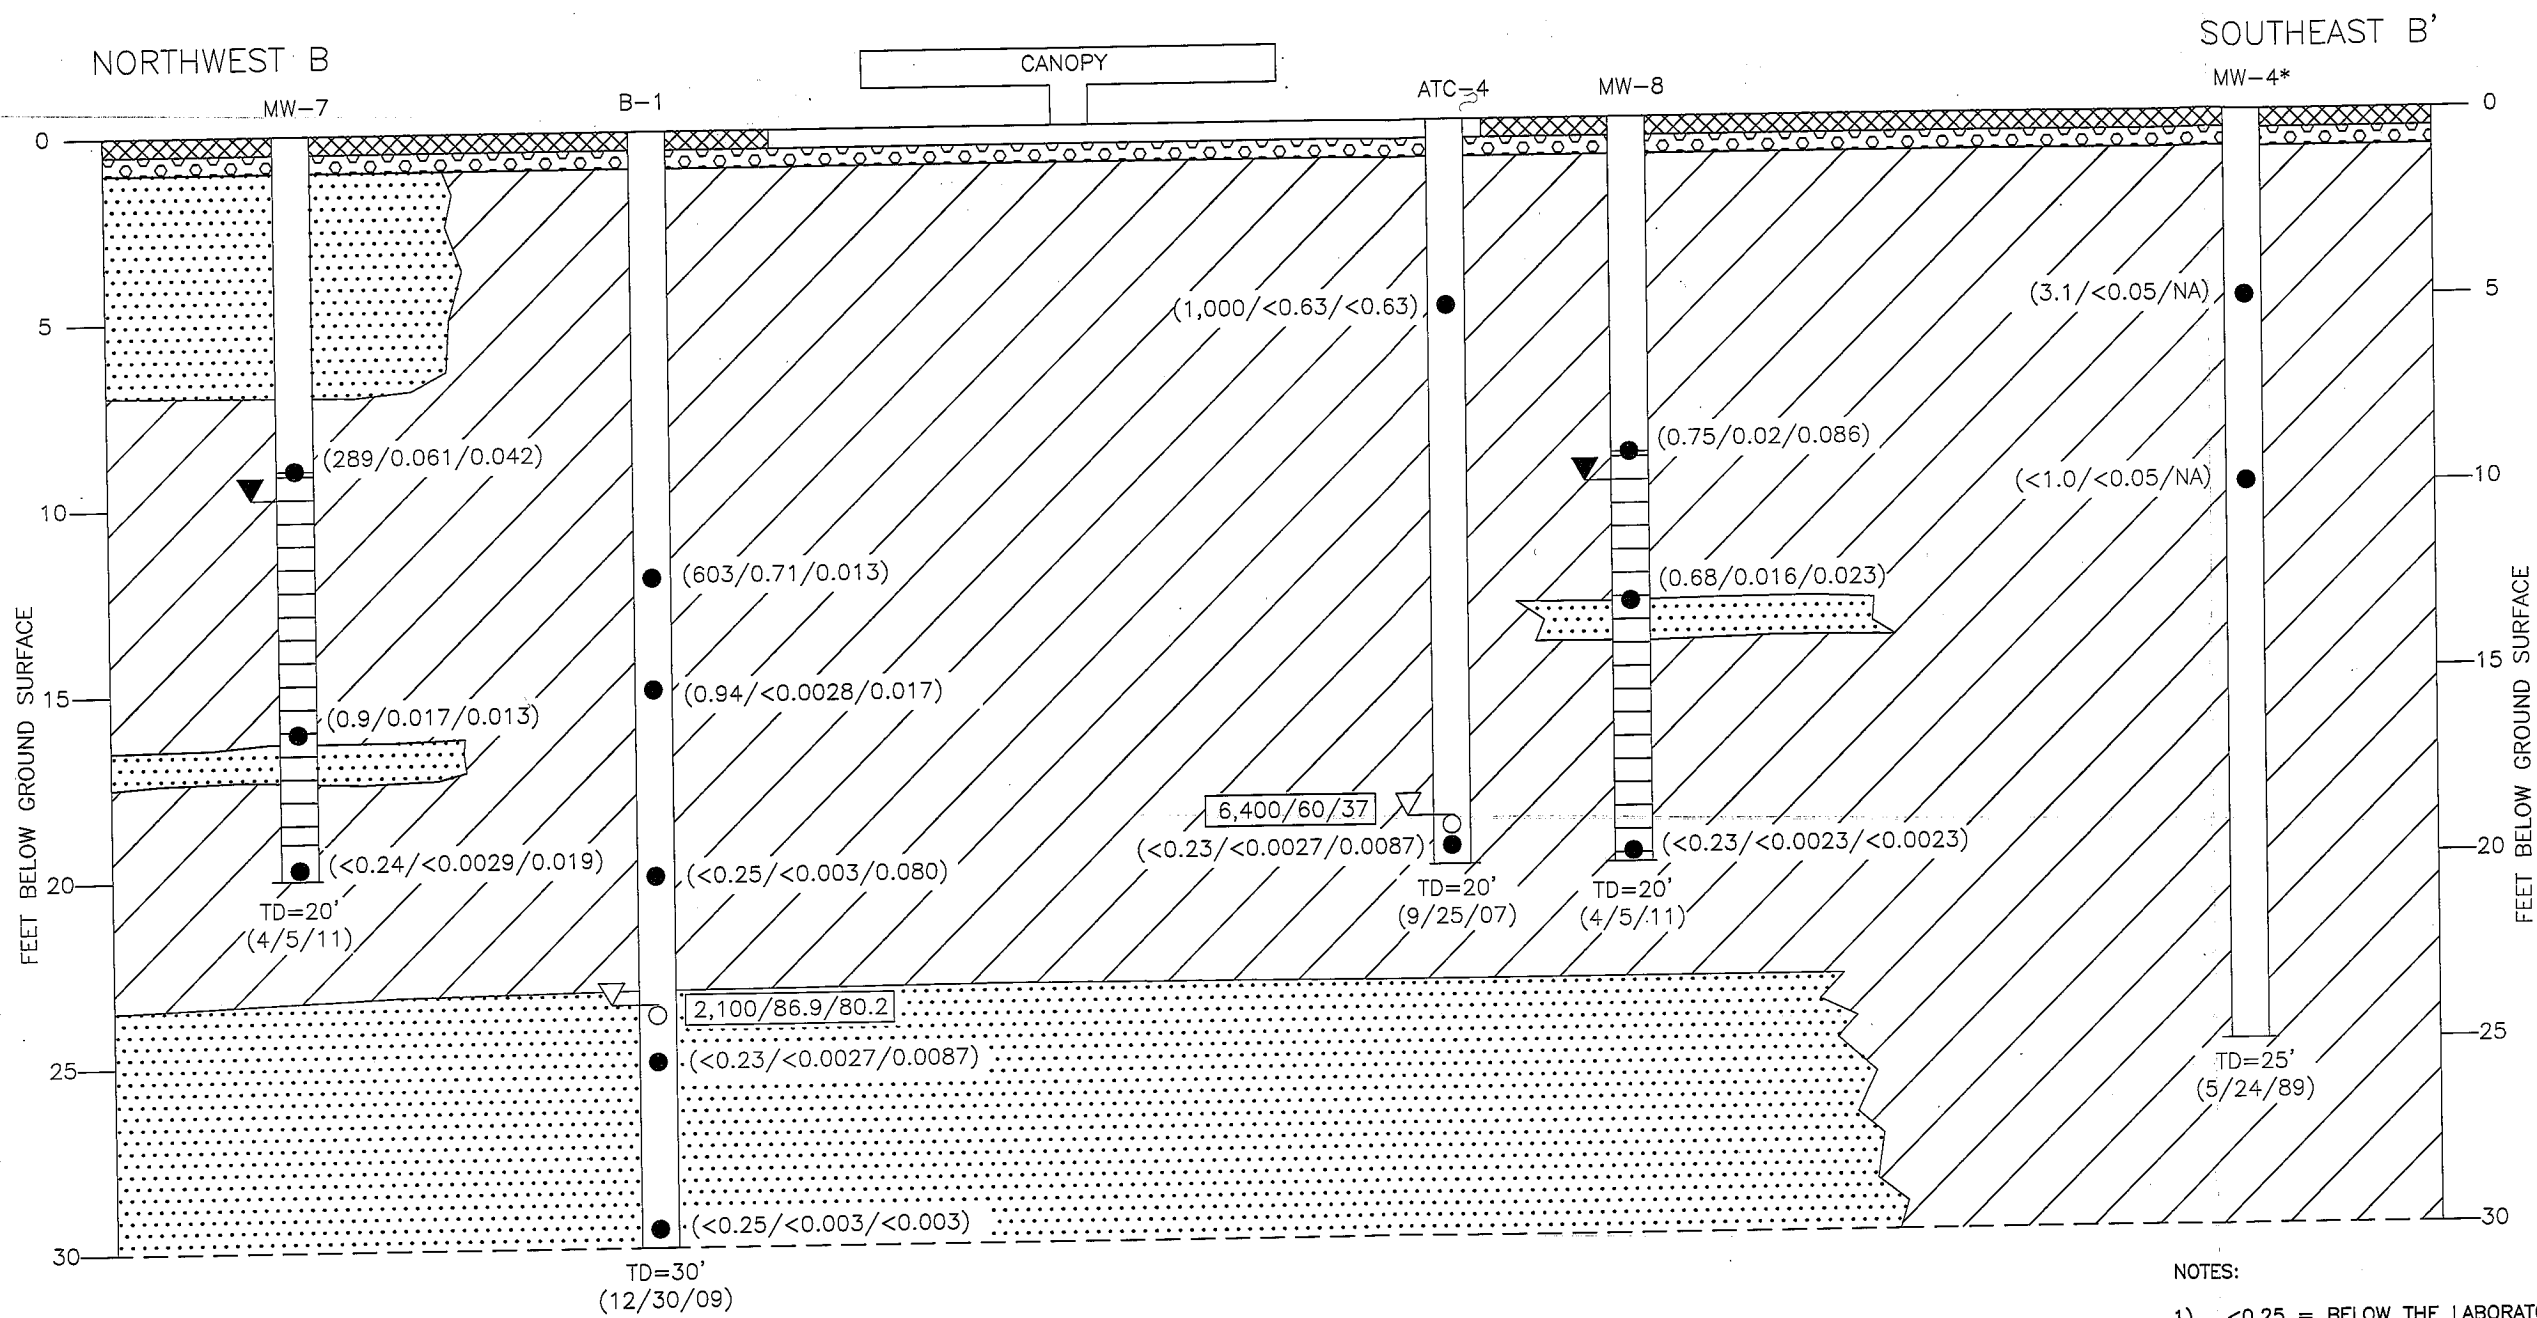 NORTHWEST B
SOUTHEAST B'
CANOPY
MW-7
B-1
ATC-4
MW-8
MW-4*
0
0
5
5
10
10
15
15
20
20
25
25
30
30
FEET BELOW GROUND SURFACE
FEET BELOW GROUND SURFACE
(289/0.061/0.042)
(0.9/0.017/0.013)
(<0.24/<0.0029/0.019)
TD=20'
(4/5/11)
(603/0.71/0.013)
(0.94/<0.0028/0.017)
(<0.25/<0.003/0.080)
2,100/86.9/80.2
(<0.23/<0.0027/0.0087)
(<0.25/<0.003/<0.003)
TD=30'
(12/30/09)
(1,000/<0.63/<0.63)
6,400/60/37
(<0.23/<0.0027/0.0087)
TD=20'
(9/25/07)
(0.75/0.02/0.086)
(0.68/0.016/0.023)
(<0.23/<0.0023/<0.0023)
TD=20'
(4/5/11)
(3.1/<0.05/NA)
(<1.0/<0.05/NA)
TD=25'
(5/24/89)
NOTES:
1) <0.25 = BELOW THE LABORATO